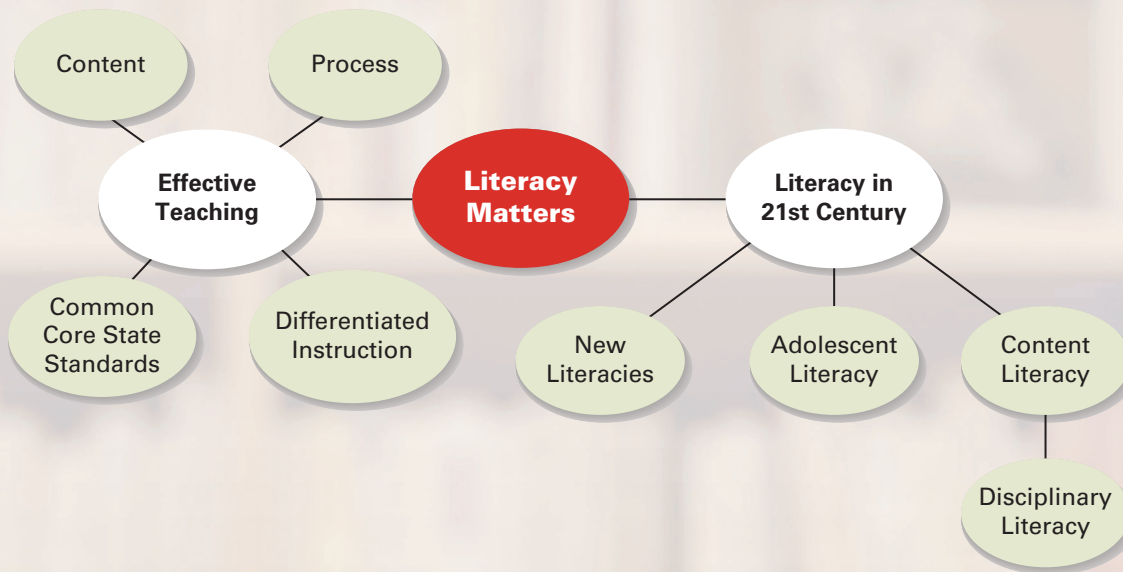 Content
Process
Effective
Teaching
Literacy
Matters
Literacy in
21st Century
Common
Core State
Standards
Differentiated
Instruction
New
Literacies
Adolescent
Literacy
Content
Literacy
Disciplinary
Literacy